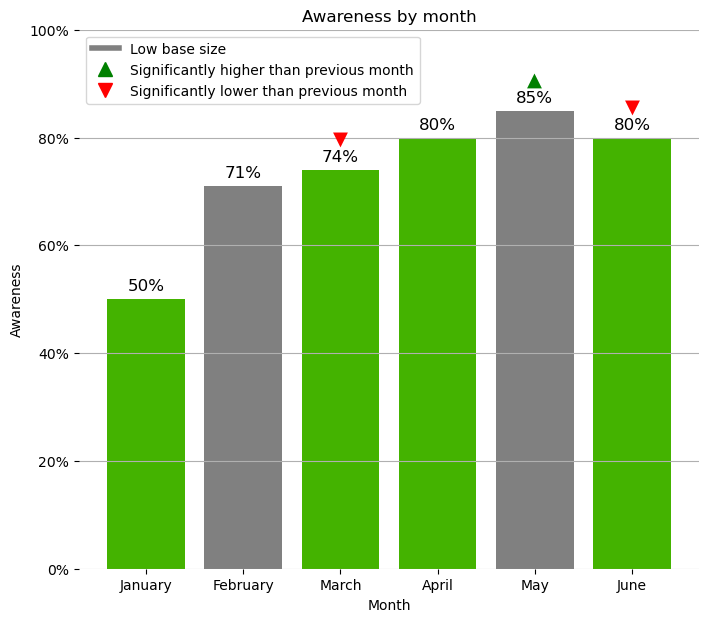 Awareness by month
100%
Low base size
Significantly higher than previous month
Significantly lower than previous month
85%
80%
80%
80%
74%
71%
60%
50%
Awareness
40%
20%
0%
January February March April May June
Month